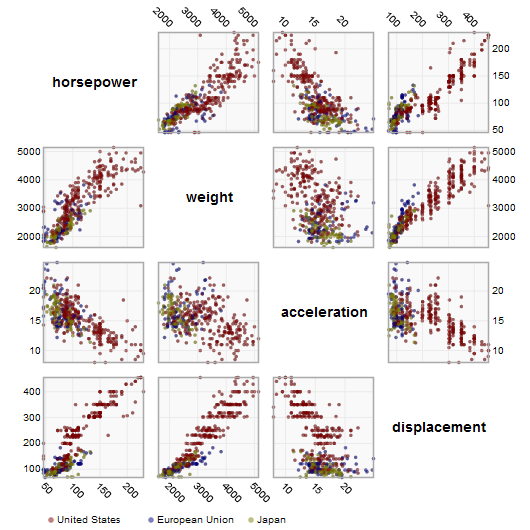 2000 3000 4000 5000 10 15 20 100 200 300 400
horsepower 200 150 100 50
5000 4000 3000 2000 weight 5000 4000 3000 2000
20 15 10 acceleration 20 15 10
400 300 200 100 displacement
50 100 150 200 2000 3000 4000 5000 10 15 20
United States European Union Japan